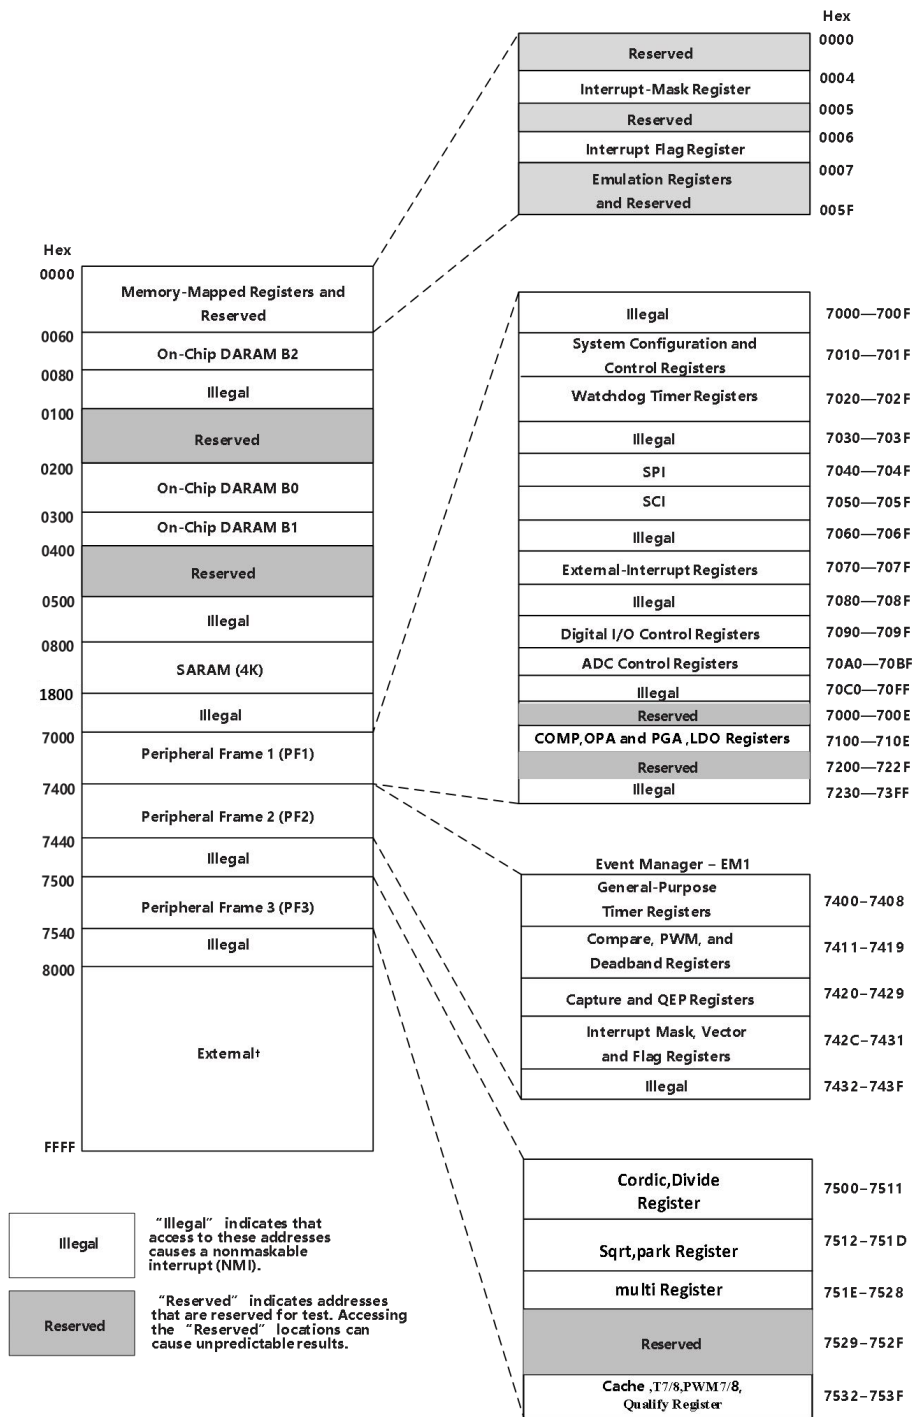 Hex
0000
Reserved
0004
Interrupt-Mask Register
0005
Reserved
0006
Interrupt Flag Register
0007
Emulation Registers
and Reserved
005F
Hex
0000
Memory-Mapped Registers and
Reserved
0060
On-Chip DARAM B2
0080
Illegal
0100
Reserved
0200
On-Chip DARAM B0
0300
On-Chip DARAM B1
0400
Reserved
0500
Illegal
0800
SARAM (4K)
1800
Illegal
7000
Peripheral Frame 1 (PF1)
7400
Peripheral Frame 2 (PF2)
7440
Illegal
7500
Peripheral Frame 3 (PF3)
7540
Illegal
8000
External†
FFFF
Illegal 7000—700F
System Configuration and
Control Registers 7010—701F
Watchdog Timer Registers 7020—702F
Illegal 7030—703F
SPI 7040—704F
SCI 7050—705F
Illegal 7060—706F
External-Interrupt Registers 7070—707F
Illegal 7080—708F
Digital I/O Control Registers 7090—709F
ADC Control Registers 70A0—70BF
Illegal 70C0—70FF
Reserved 7000—700E
COMP,OPA and PGA ,LDO Registers 7100—710E
Reserved 7200—722F
Illegal 7230—73FF
Event Manager – EM1
General-Purpose
Timer Registers 7400–7408
Compare, PWM, and
Deadband Registers 7411–7419
Capture and QEP Registers 7420–7429
Interrupt Mask, Vector
and Flag Registers 742C–7431
Illegal 7432–743F
Cordic,Divide
Register 7500–7511
Sqrt,park Register 7512–751D
multi Register 751E–7528
Reserved 7529–752F
Cache ,T7/8,PWM7/8,
Qualify Register 7532–753F
Illegal
“Illegal” indicates that
access to these addresses
causes a nonmaskable
interrupt (NMI).
Reserved
“Reserved” indicates addresses
that are reserved for test. Accessing
the “Reserved” locations can
cause unpredictable results.